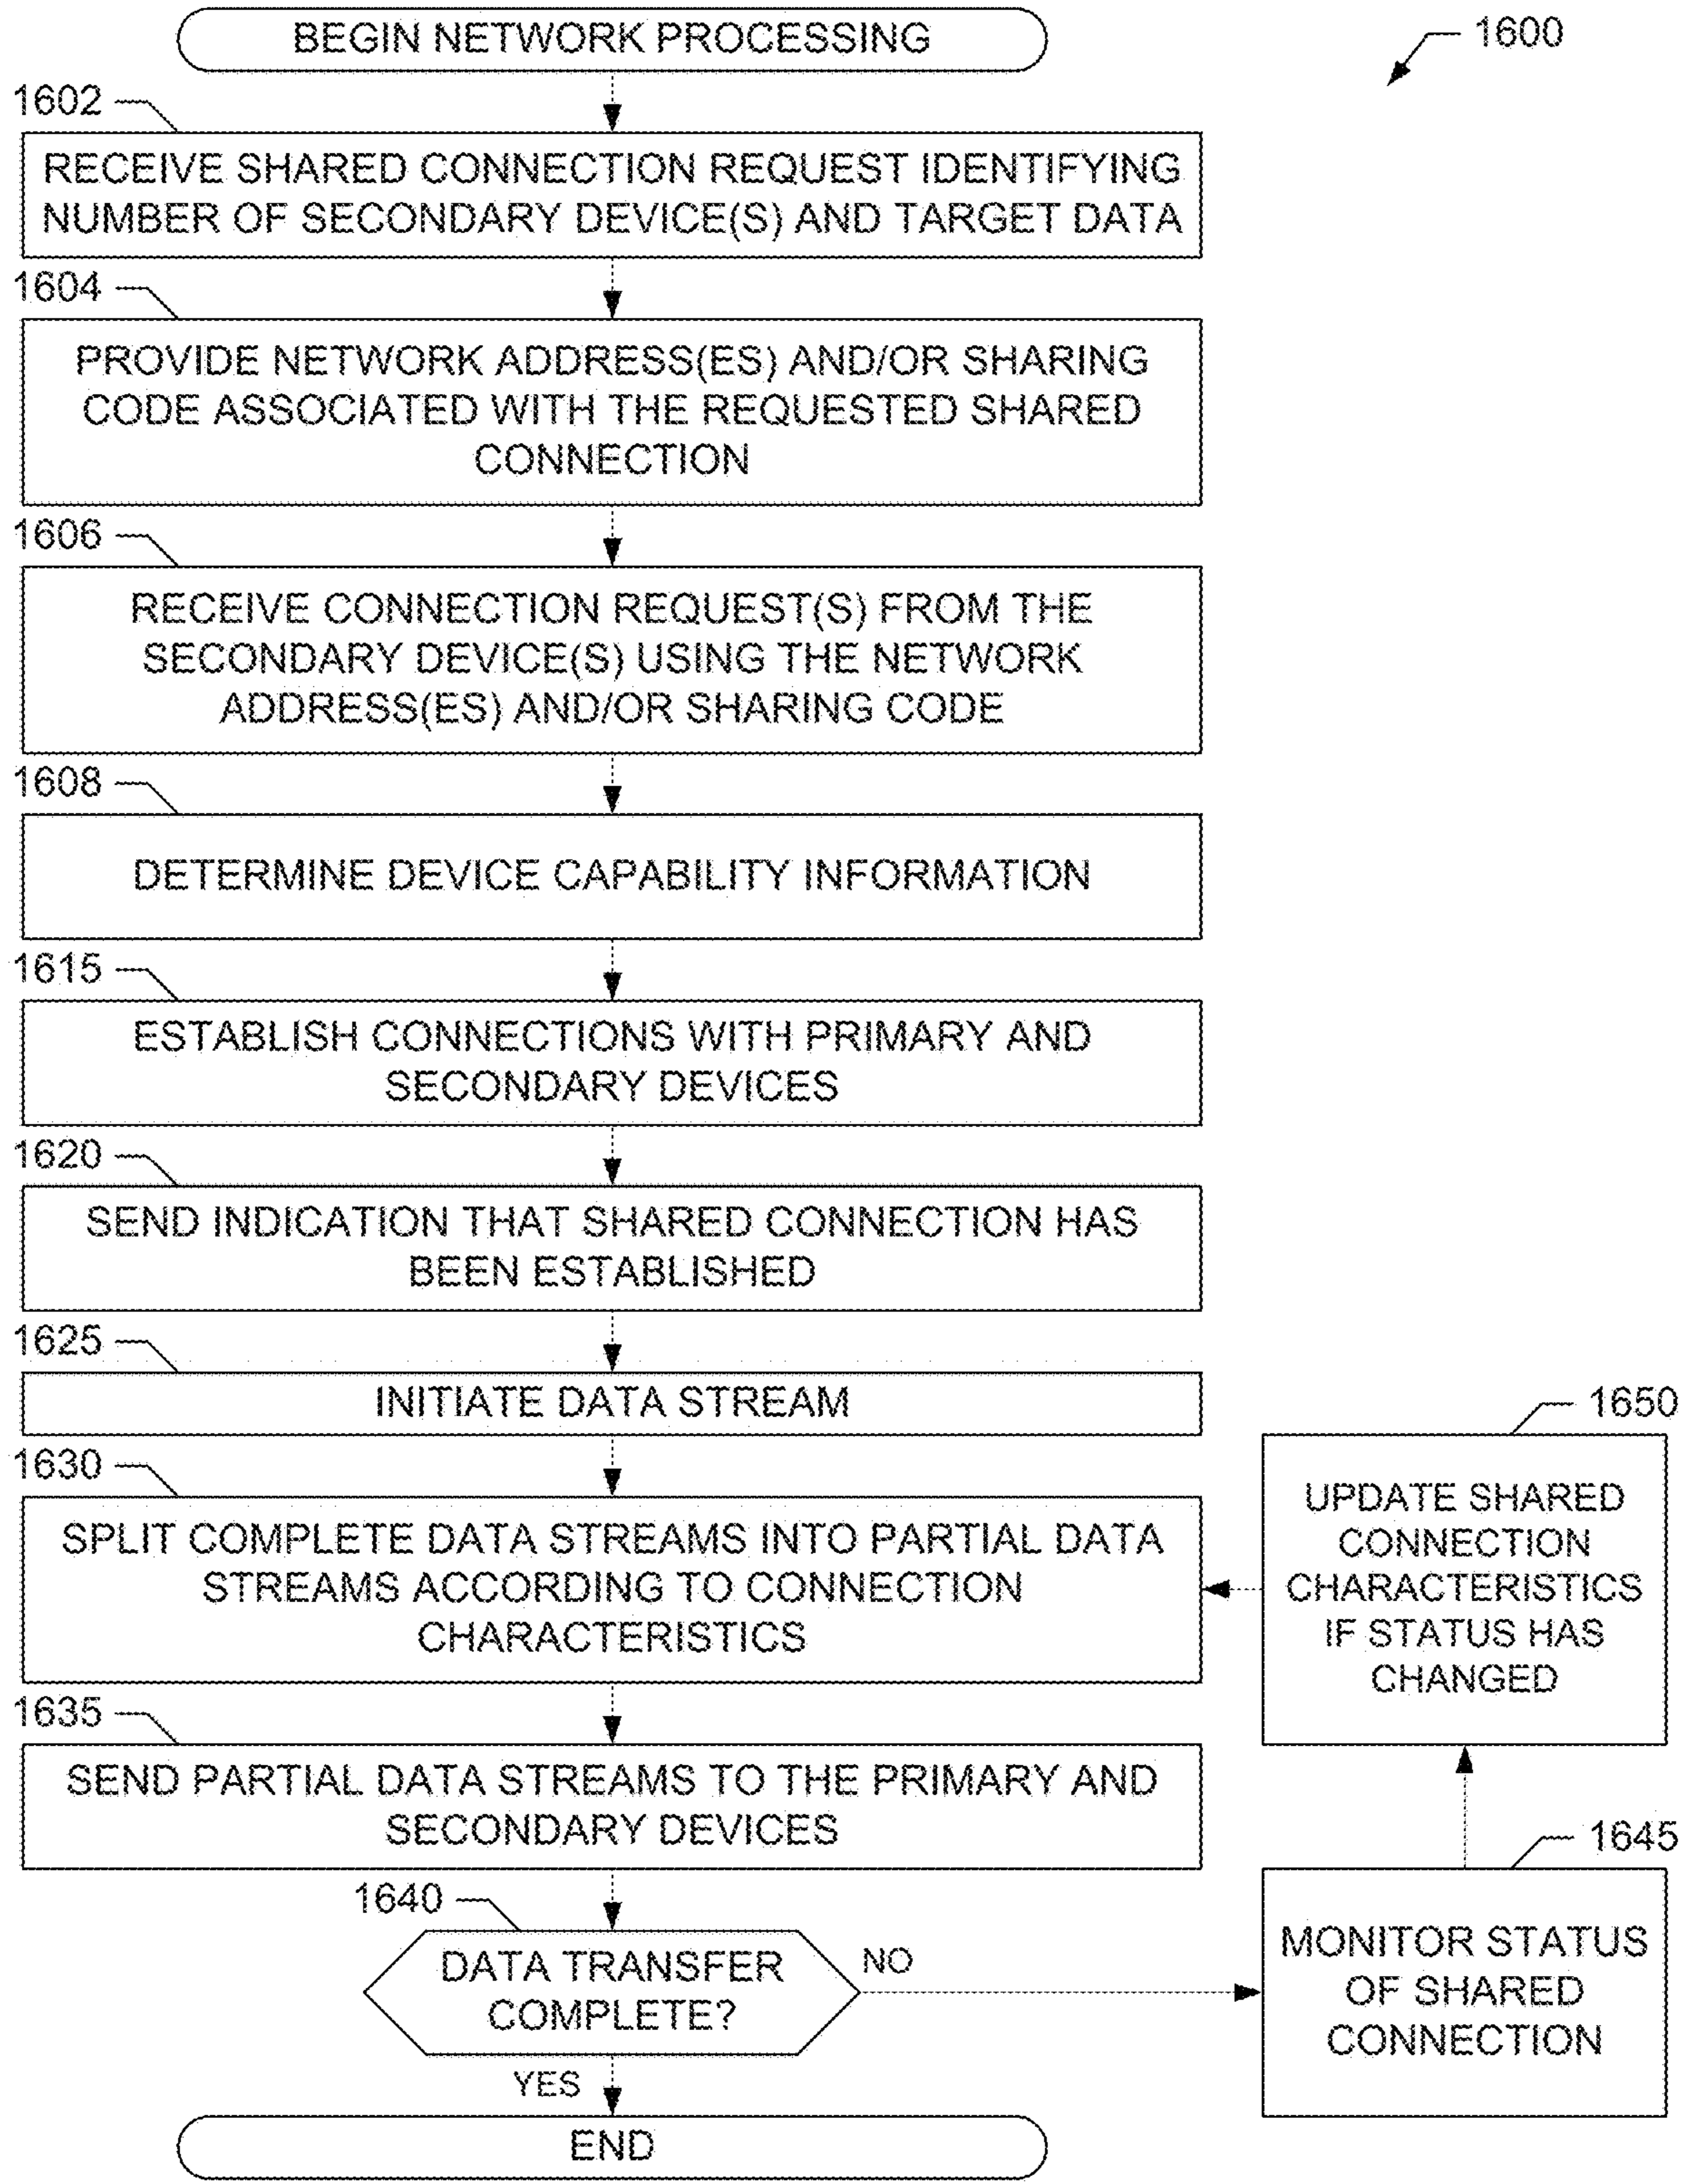 BEGIN NETWORK PROCESSING
1600
1602
RECEIVE SHARED CONNECTION REQUEST IDENTIFYING
NUMBER OF SECONDARY DEVICE(S) AND TARGET DATA
1604
PROVIDE NETWORK ADDRESS(ES) AND/OR SHARING
CODE ASSOCIATED WITH THE REQUESTED SHARED
CONNECTION
1606
RECEIVE CONNECTION REQUEST(S) FROM THE
SECONDARY DEVICE(S) USING THE NETWORK
ADDRESS(ES) AND/OR SHARING CODE
1608
DETERMINE DEVICE CAPABILITY INFORMATION
1615
ESTABLISH CONNECTIONS WITH PRIMARY AND
SECONDARY DEVICES
1620
SEND INDICATION THAT SHARED CONNECTION HAS
BEEN ESTABLISHED
1625
INITIATE DATA STREAM
1630
SPLIT COMPLETE DATA STREAMS INTO PARTIAL DATA
STREAMS ACCORDING TO CONNECTION
CHARACTERISTICS
1635
SEND PARTIAL DATA STREAMS TO THE PRIMARY AND
SECONDARY DEVICES
1640
DATA TRANSFER
COMPLETE?
NO
YES
END
1645
MONITOR STATUS
OF SHARED
CONNECTION
1650
UPDATE SHARED
CONNECTION
CHARACTERISTICS
IF STATUS HAS
CHANGED